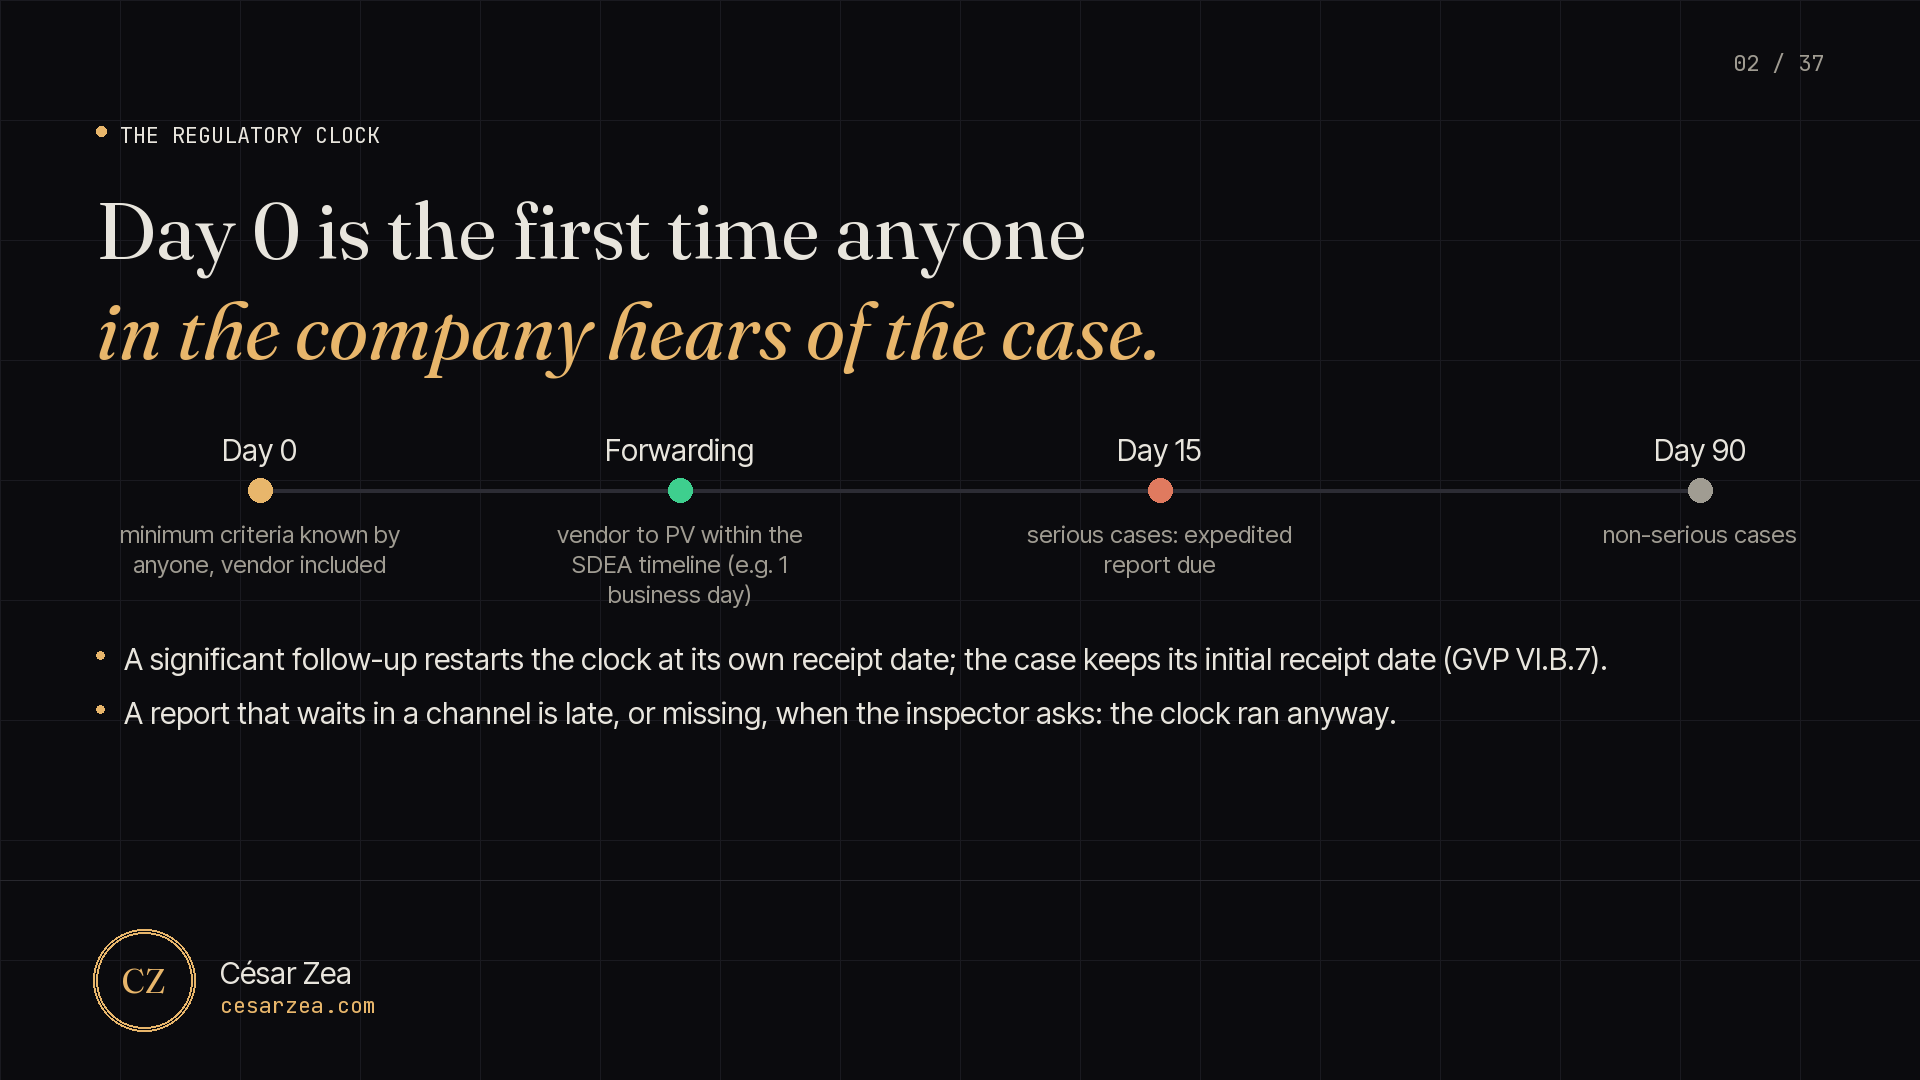 02 / 37
THE REGULATORY CLOCK
Day 0 is the first time anyone
in the company hears of the case.
Day 0
minimum criteria known by
anyone, vendor included
Forwarding
vendor to PV within the
SDEA timeline (e.g. 1
business day)
Day 15
serious cases: expedited
report due
Day 90
non-serious cases
A significant follow-up restarts the clock at its own receipt date; the case keeps its initial receipt date (GVP VI.B.7).
A report that waits in a channel is late, or missing, when the inspector asks: the clock ran anyway.
CZ
César Zea
cesarzea.com